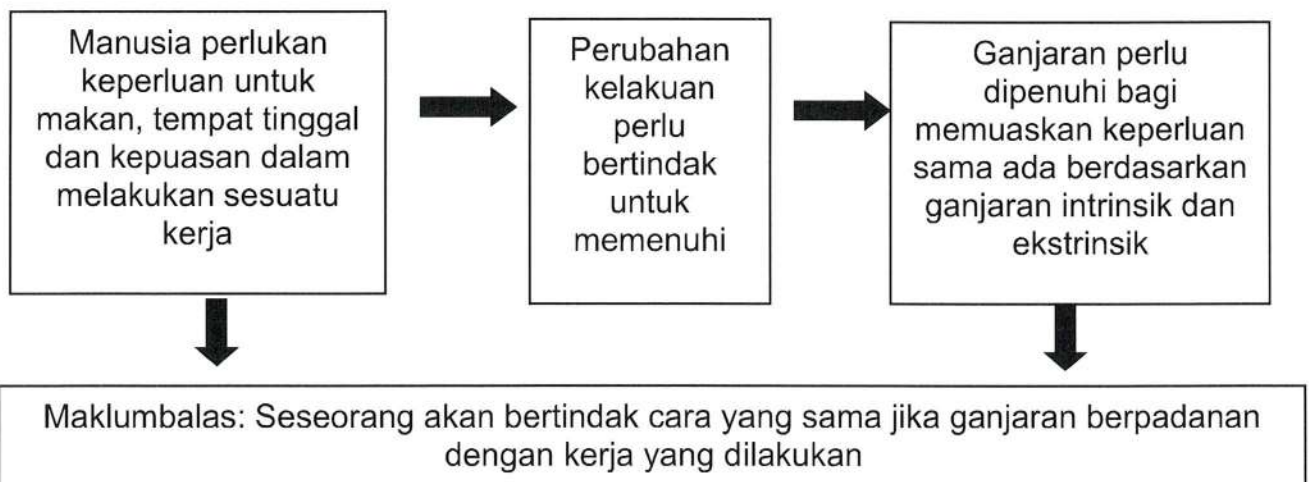 Manusia perlukan
keperluan untuk
makan, tempat tinggal
dan kepuasan dalam
melakukan sesuatu
kerja
Perubahan
kelakuan
perlu
bertindak
untuk
memenuhi
Ganjaran perlu
dipenuhi bagi
memuaskan keperluan
sama ada berdasarkan
ganjaran intrinsik dan
ekstrinsik
Maklumbalas: Seseorang akan bertindak cara yang sama jika ganjaran berpadanan
dengan kerja yang dilakukan